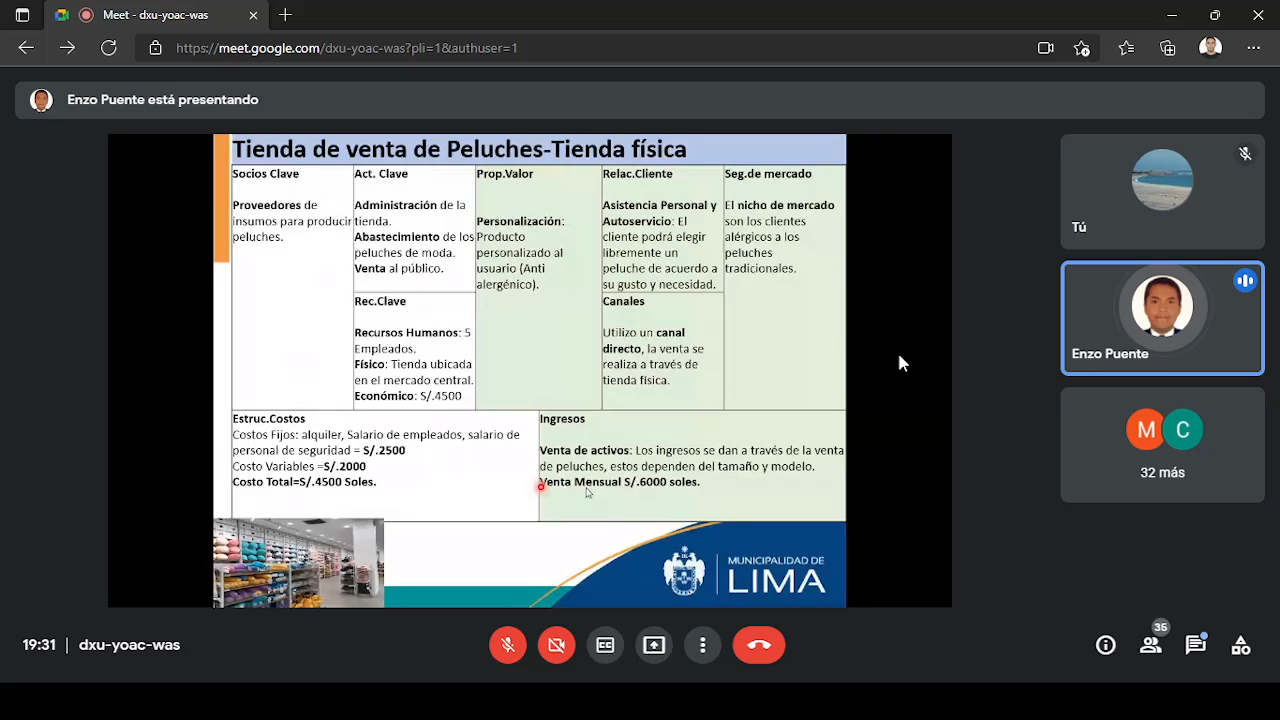 Meet - dxu-yoac-was
https://meet.google.com/dxu-yoac-was?pli=1&authuser=1
Enzo Puente está presentando
Tienda de venta de Peluches-Tienda física
Socios Clave
Proveedores de
insumos para producir
peluches.
Act. Clave
Administración de la
tienda.
Abastecimiento de los
peluches de moda.
Venta al público.
Rec.Clave
Recursos Humanos: 5
Empleados.
Físico: Tienda ubicada
en el mercado central.
Económico: S/.4500
Prop.Valor
Personalización:
Producto
personalizado al
usuario (Anti
alergénico).
Relac.Cliente
Asistencia Personal y
Autoservicio: El
cliente podrá elegir
libremente un
peluche de acuerdo a
su gusto y necesidad.
Canales
Utilizo un canal
directo, la venta se
realiza a través de
tienda física.
Seg.de mercado
El nicho de mercado
son los clientes
alérgicos a los
peluches
tradicionales.
Estruc.Costos
Costos Fijos: alquiler, Salario de empleados, salario de
personal de seguridad = S/.2500
Costo Variables =S/.2000
Costo Total=S/.4500 Soles.
Ingresos
Venta de activos: Los ingresos se dan a través de la venta
de peluches, estos dependen del tamaño y modelo.
Venta Mensual S/.6000 soles.
MUNICIPALIDAD DE
LIMA
Tú
Enzo Puente
M C
32 más
19:31 | dxu-yoac-was
CC
35